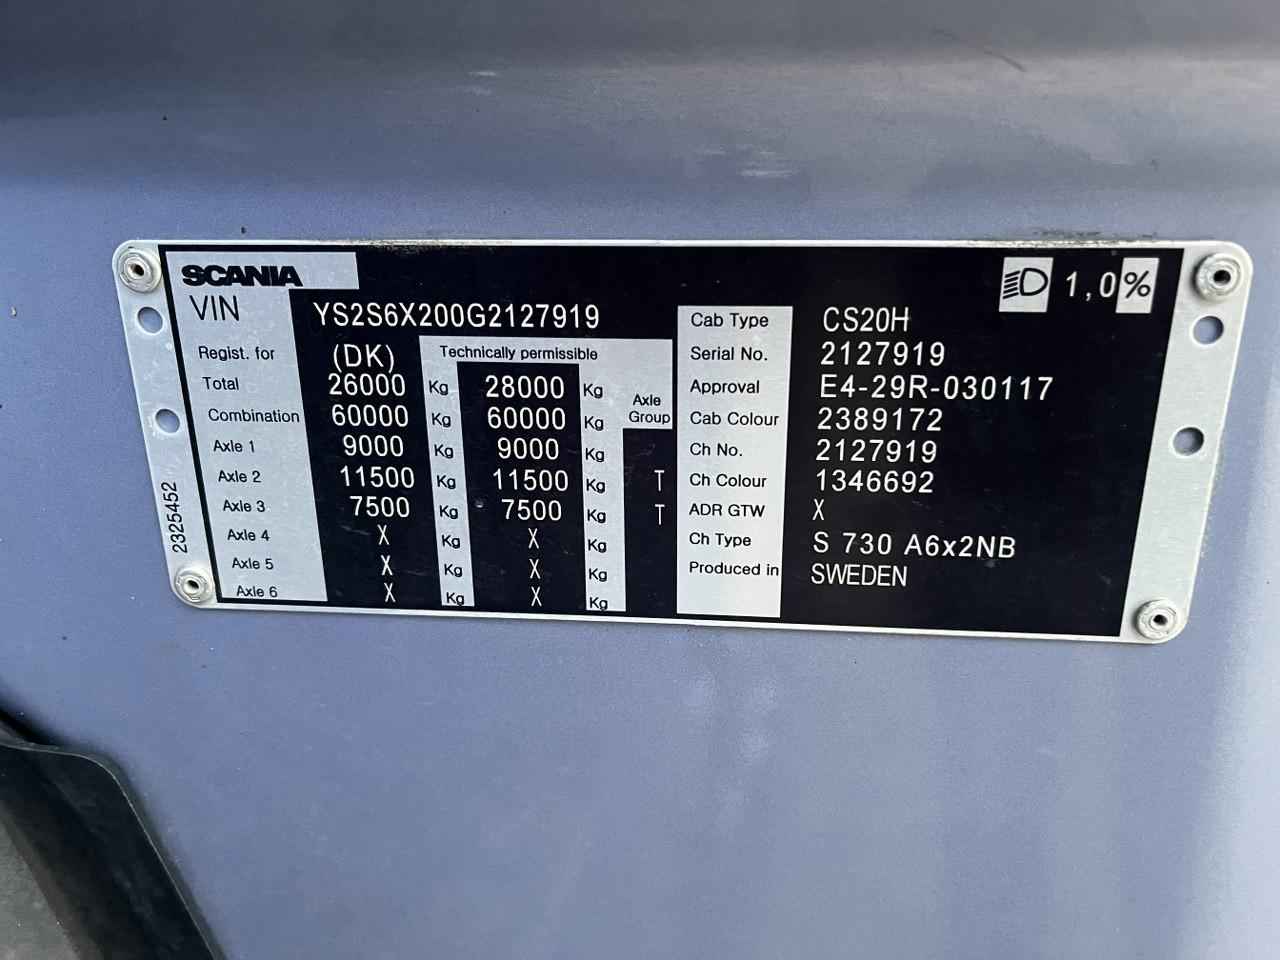 SCANIA 1,0%
VIN YS2S6X200G2127919 Cab Type CS20H
Regist. for (DK) Technically permissible Serial No. 2127919
Total 26000 Kg 28000 Kg Approval E4-29R-030117
Combination 60000 Kg 60000 Kg Axle Group Cab Colour 2389172
Axle 1 9000 Kg 9000 Kg Ch No. 2127919
Axle 2 11500 Kg 11500 Kg T Ch Colour 1346692
Axle 3 7500 Kg 7500 Kg T ADR GTW X
Axle 4 X Kg X Kg Ch Type S 730 A6x2NB
Axle 5 X Kg X Kg Produced in SWEDEN
Axle 6 X Kg X Kg
2325452